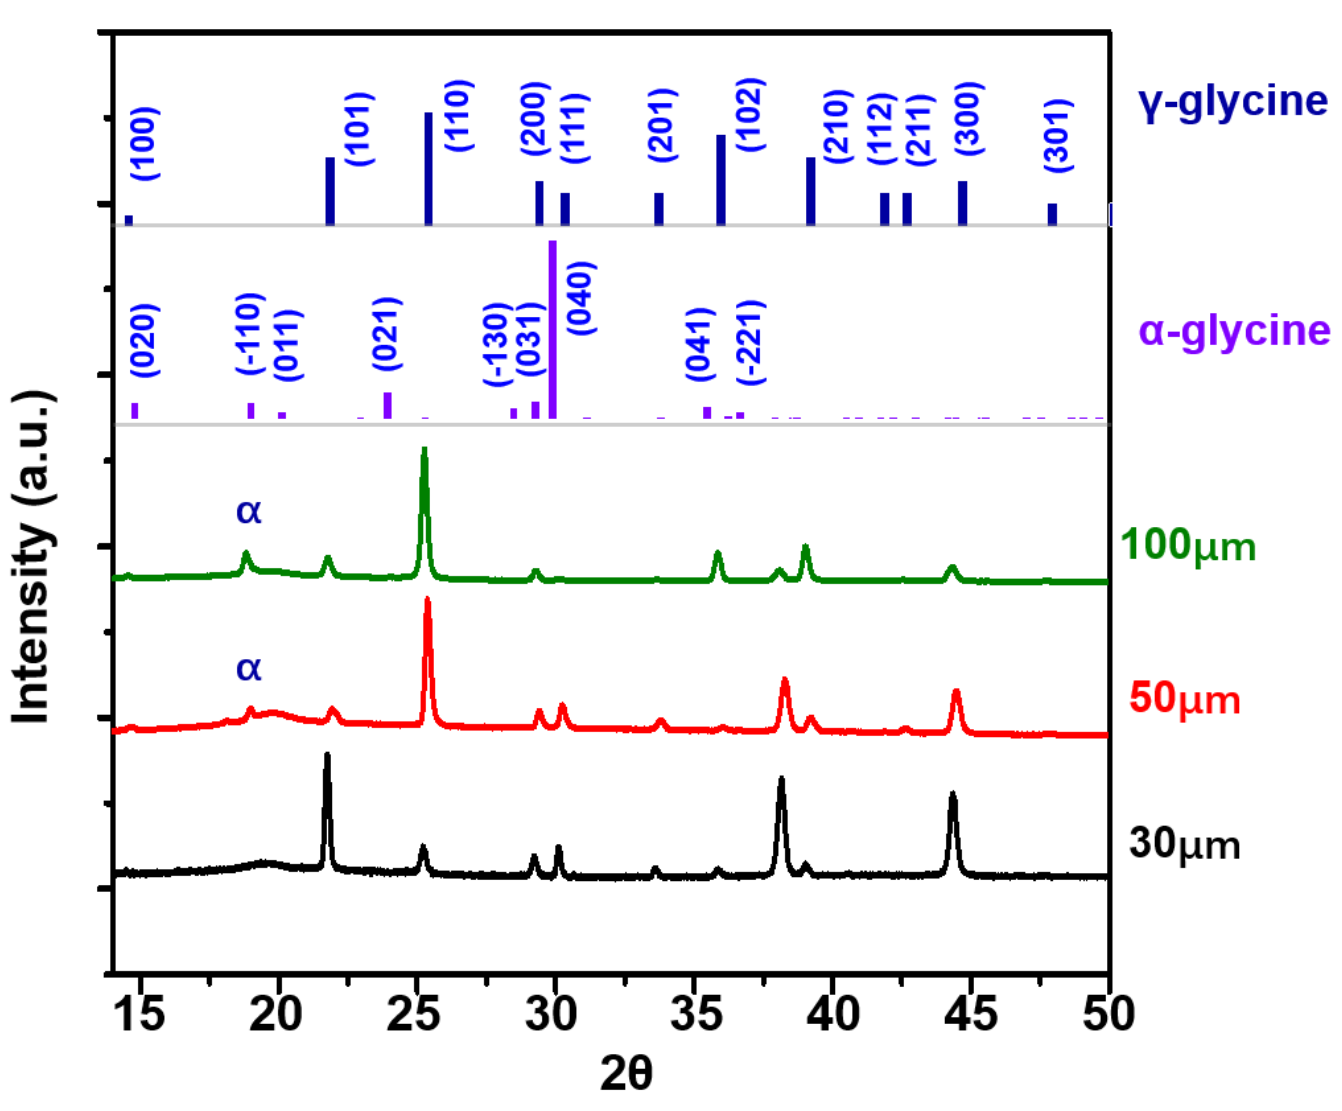 (100)
(101)
(110)
(200)
(111)
(201)
(102)
(210)
(112)
(211)
(300)
(301)
γ-glycine
(020)
(-110)
(011)
(021)
(-130)
(031)
(040)
(041)
(-221)
α-glycine
α
100μm
α
50μm
30μm
Intensity (a.u.)
15 20 25 30 35 40 45 50
2θ